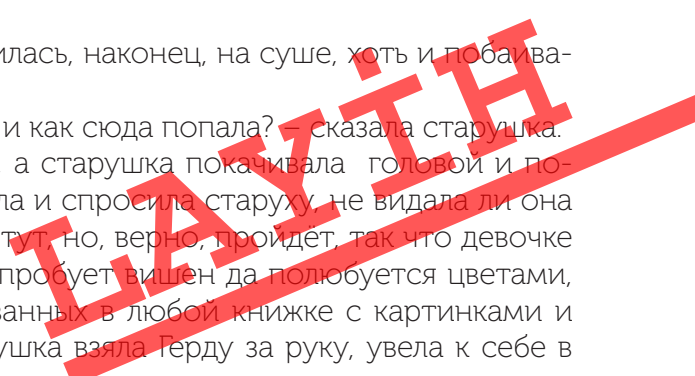 илась, наконец, на суше, хоть и побаива-
и как сюда попала? – сказала старушка.
а старушка покачивала головой и по-
ла и спросила старуху, не видала ли она
тут, но, верно, пройдёт, так что девочке
пробует вишен да полюбуется цветами,
ванных в любой книжке с картинками и
ушка взяла Герду за руку, увела к себе в
LAYİH